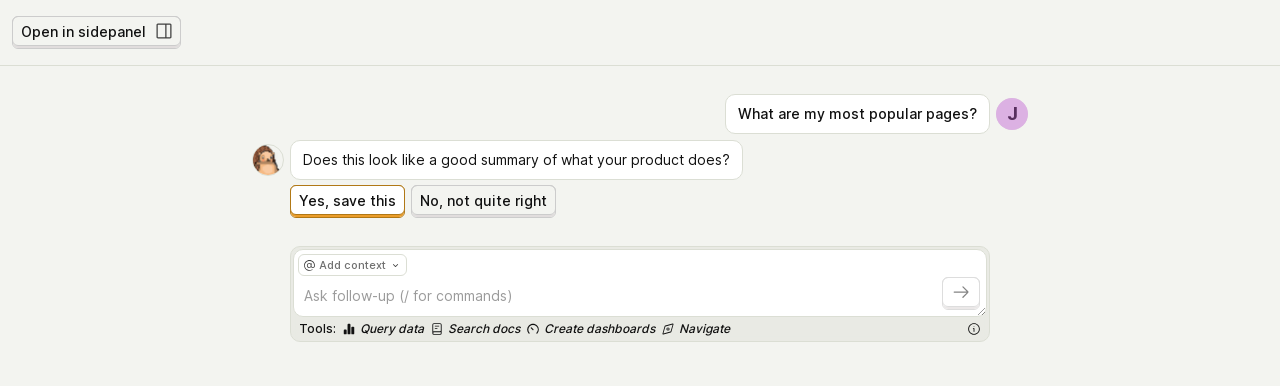 Open in sidepanel
What are my most popular pages?
J
Does this look like a good summary of what your product does?
Yes, save this
No, not quite right
@ Add context
Ask follow-up (/ for commands)
Tools: Query data Search docs Create dashboards Navigate